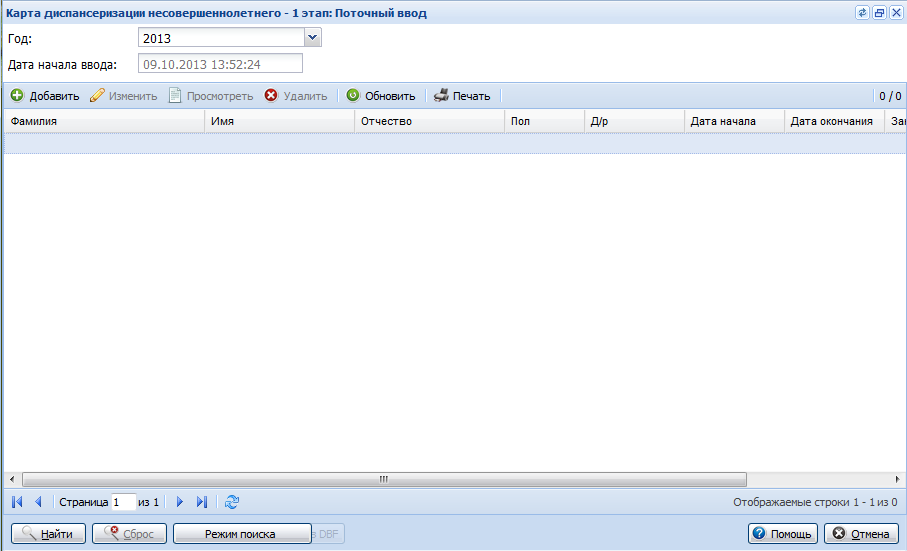 Карта диспансеризации несовершеннолетнего - 1 этап: Поточный ввод
Год: 2013
Дата начала ввода: 09.10.2013 13:52:24
Добавить Изменить Просмотреть Удалить Обновить Печать 0 / 0
Фамилия Имя Отчество Пол Д/р Дата начала Дата окончания
Страница 1 из 1 Отображаемые строки 1 - 1 из 0
Найти Сброс Режим поиска DBF Помощь Отмена